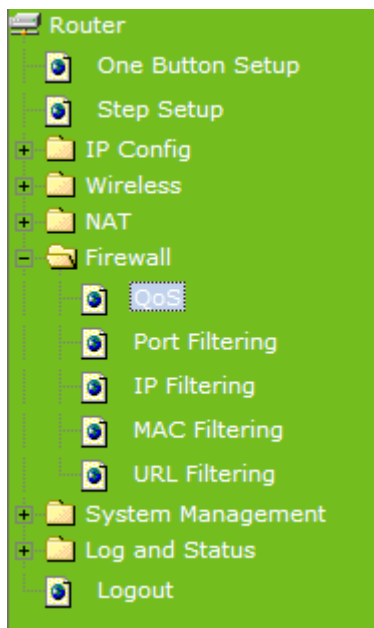 Router
One Button Setup
Step Setup
IP Config
Wireless
NAT
Firewall
QoS
Port Filtering
IP Filtering
MAC Filtering
URL Filtering
System Management
Log and Status
Logout